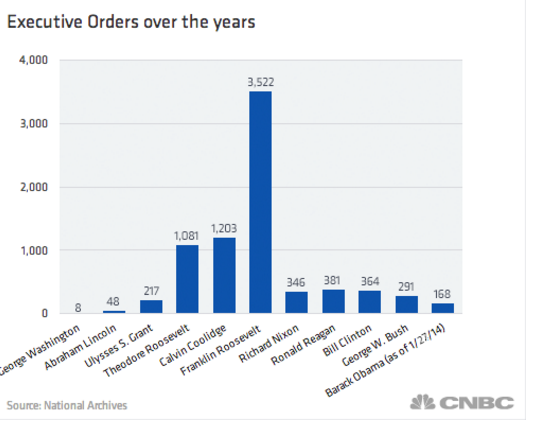 Executive Orders over the years
4,000
3,000
2,000
1,000
0
8
48
217
1,081
1,203
3,522
346
381
364
291
168
George Washington
Abraham Lincoln
Ulysses S. Grant
Theodore Roosevelt
Calvin Coolidge
Franklin Roosevelt
Richard Nixon
Ronald Reagan
Bill Clinton
George W. Bush
Barack Obama (as of 1/27/14)
Source: National Archives
CNBC